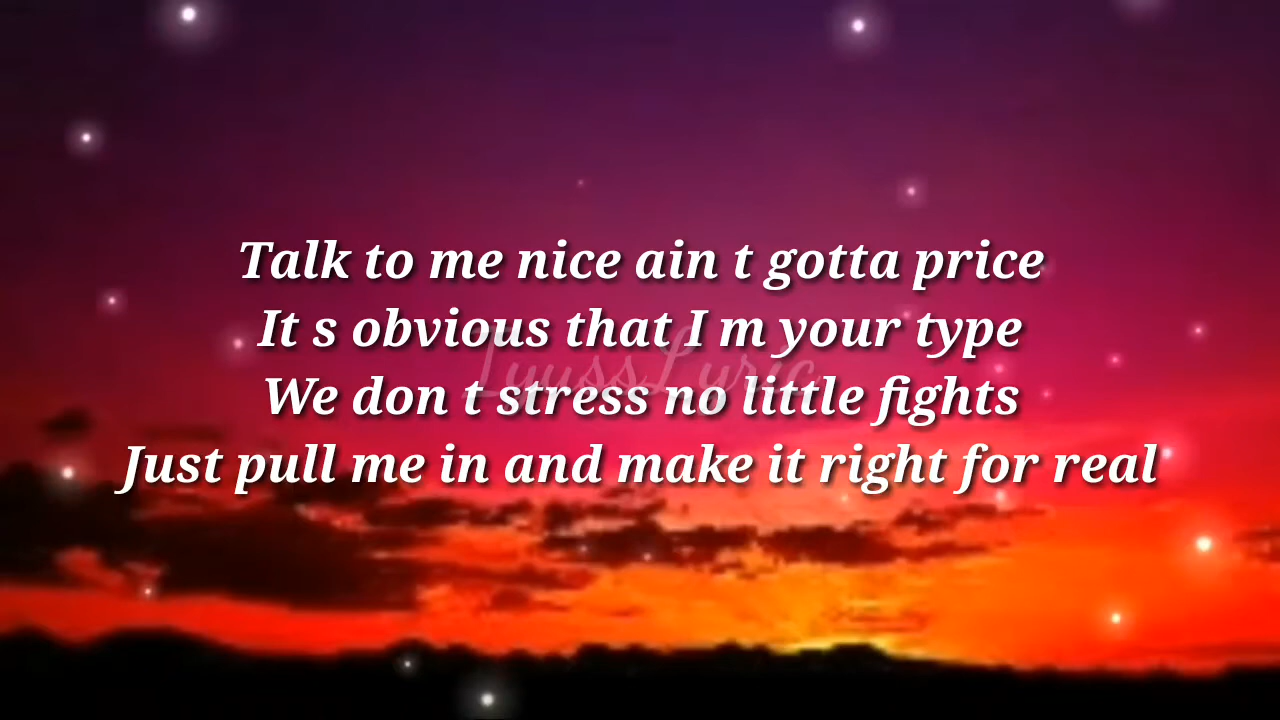 Talk to me nice ain t gotta price
It s obvious that I m your type
IyussLyric
We don t stress no little fights
Just pull me in and make it right for real